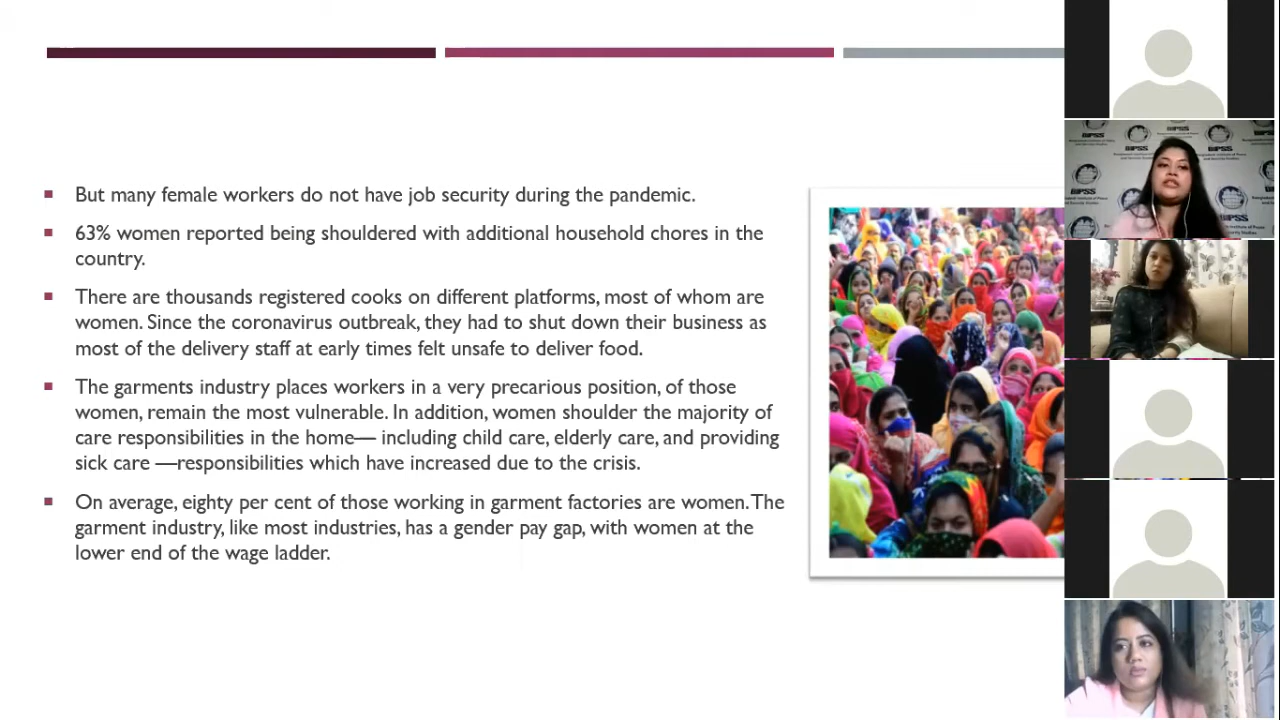 But many female workers do not have job security during the pandemic.
63% women reported being shouldered with additional household chores in the
country.
There are thousands registered cooks on different platforms, most of whom are
women. Since the coronavirus outbreak, they had to shut down their business as
most of the delivery staff at early times felt unsafe to deliver food.
The garments industry places workers in a very precarious position, of those
women, remain the most vulnerable. In addition, women shoulder the majority of
care responsibilities in the home— including child care, elderly care, and providing
sick care —responsibilities which have increased due to the crisis.
On average, eighty per cent of those working in garment factories are women. The
garment industry, like most industries, has a gender pay gap, with women at the
lower end of the wage ladder.
BIPSS